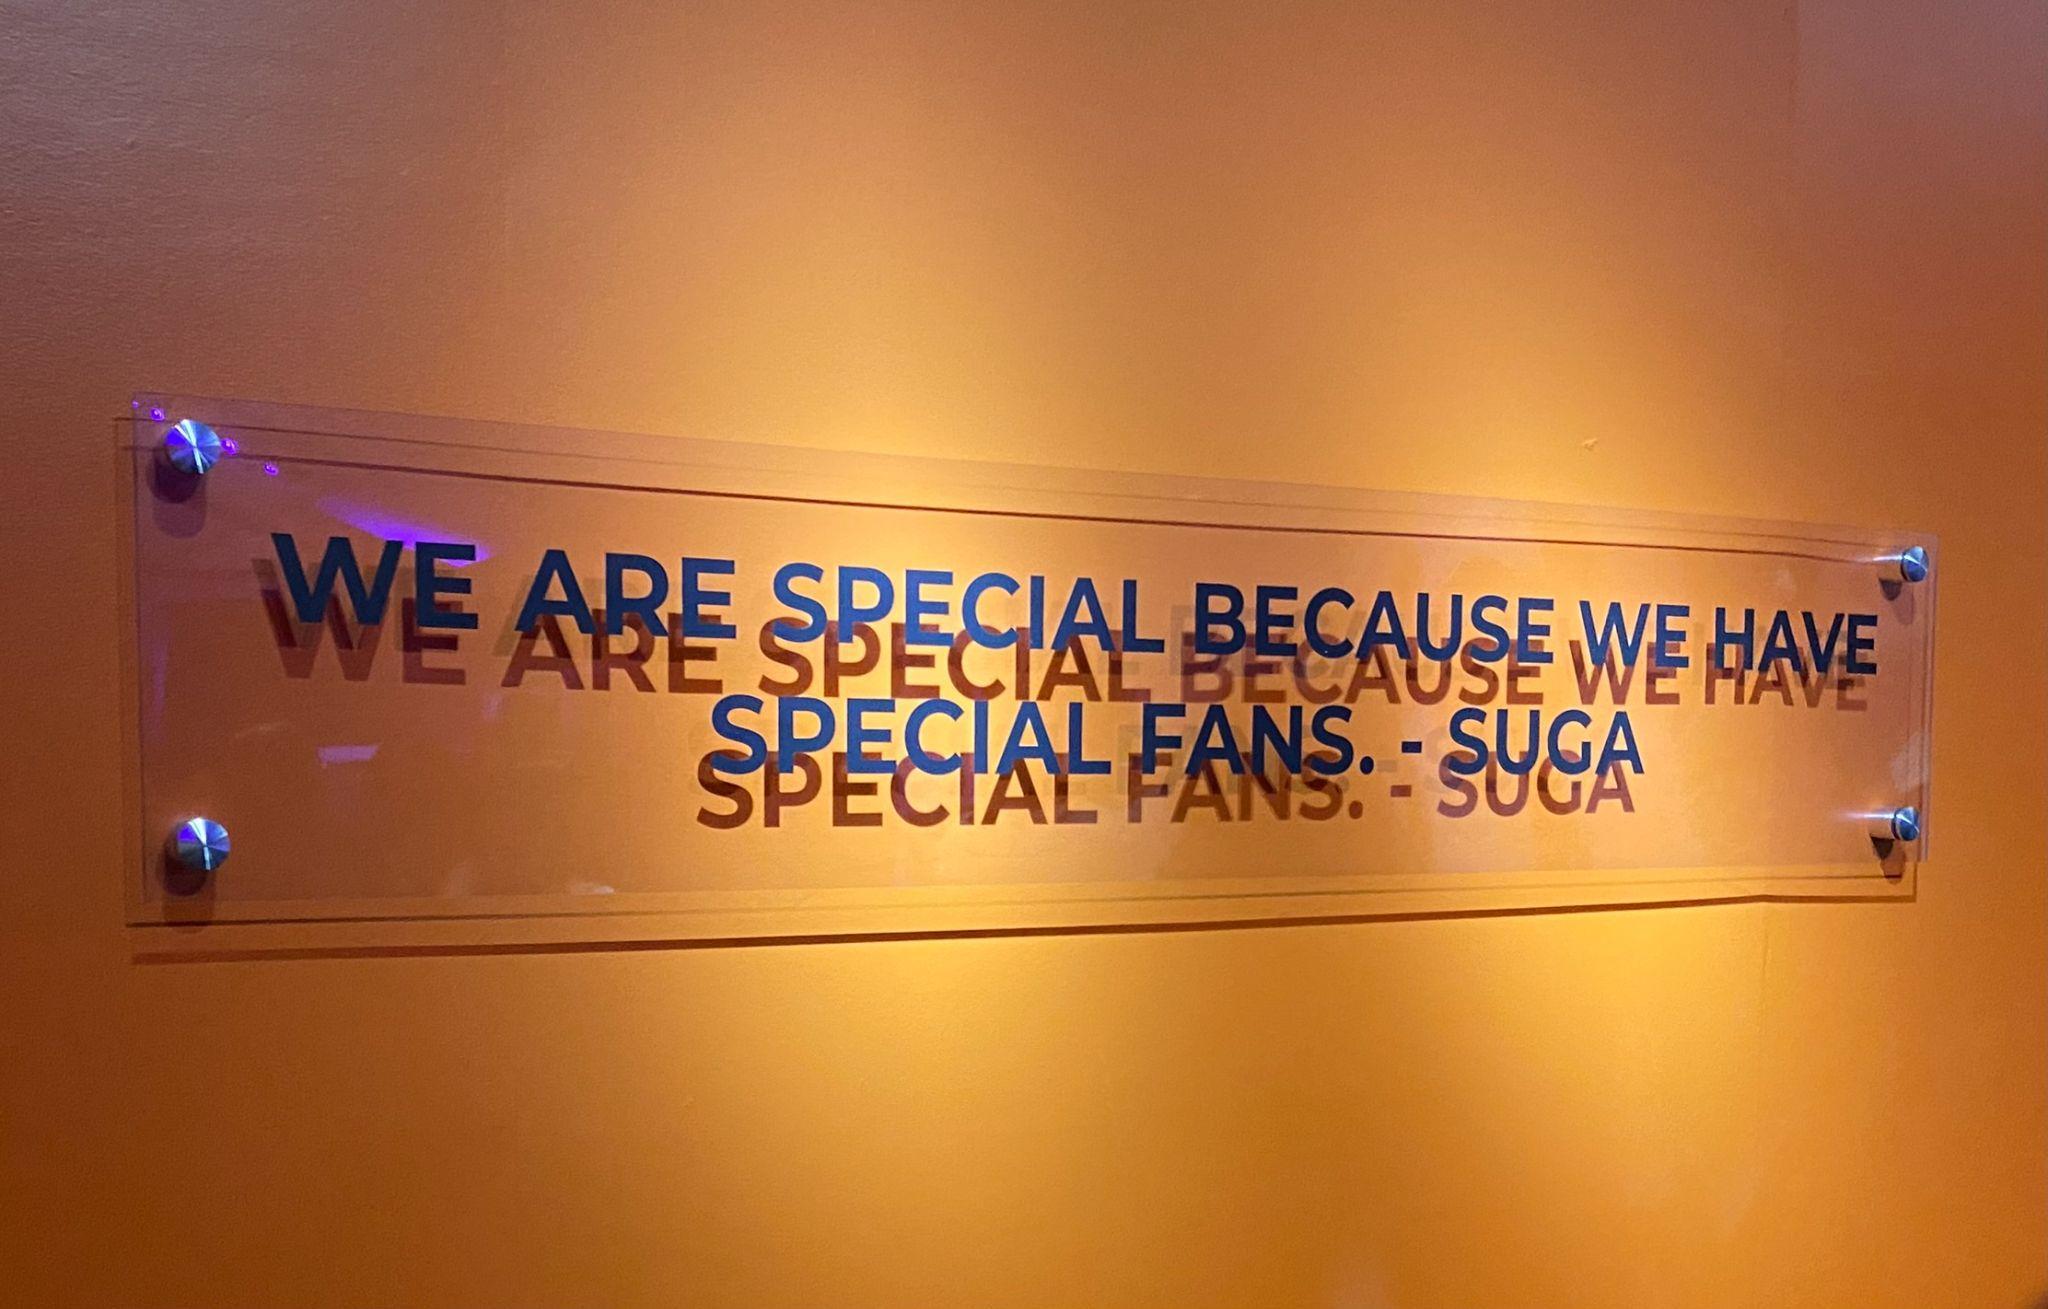 WE ARE SPECIAL BECAUSE WE HAVE
SPECIAL FANS. - SUGA